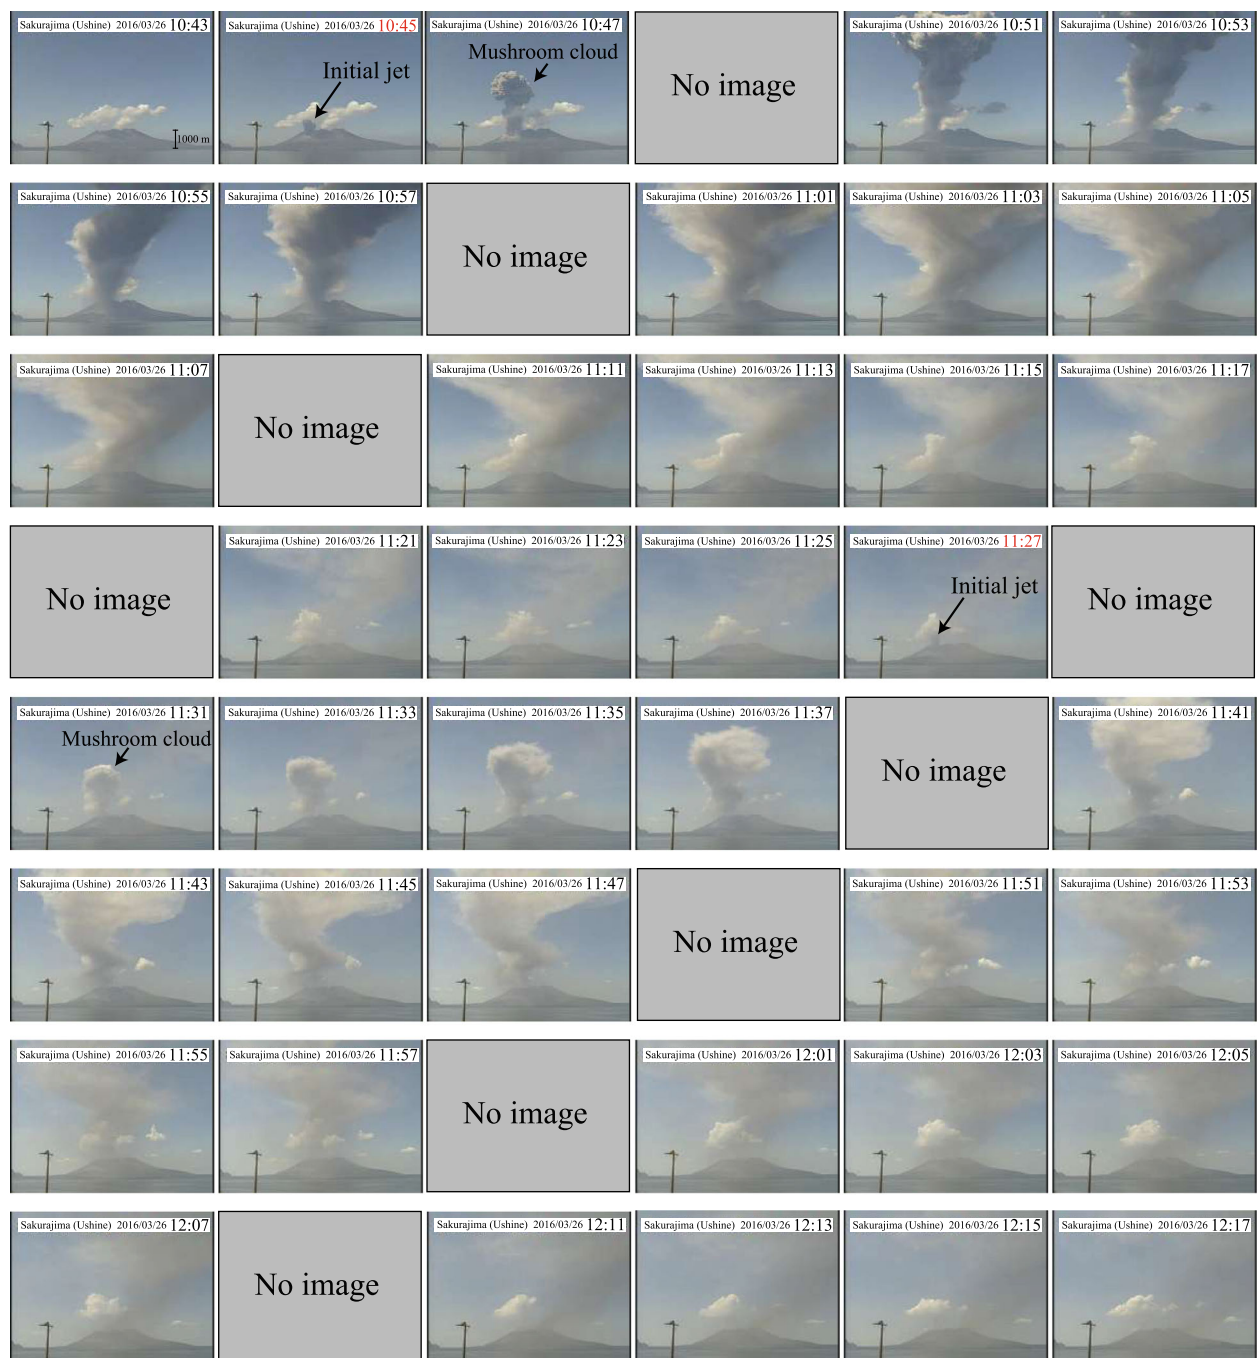 Sakurajima (Ushine) 2016/03/26 10:43
1000 m
Sakurajima (Ushine) 2016/03/26 10:45
Initial jet
Sakurajima (Ushine) 2016/03/26 10:47
Mushroom cloud
No image
Sakurajima (Ushine) 2016/03/26 10:51
Sakurajima (Ushine) 2016/03/26 10:53
Sakurajima (Ushine) 2016/03/26 10:55
Sakurajima (Ushine) 2016/03/26 10:57
No image
Sakurajima (Ushine) 2016/03/26 11:01
Sakurajima (Ushine) 2016/03/26 11:03
Sakurajima (Ushine) 2016/03/26 11:05
Sakurajima (Ushine) 2016/03/26 11:07
No image
Sakurajima (Ushine) 2016/03/26 11:11
Sakurajima (Ushine) 2016/03/26 11:13
Sakurajima (Ushine) 2016/03/26 11:15
Sakurajima (Ushine) 2016/03/26 11:17
No image
Sakurajima (Ushine) 2016/03/26 11:21
Sakurajima (Ushine) 2016/03/26 11:23
Sakurajima (Ushine) 2016/03/26 11:25
Sakurajima (Ushine) 2016/03/26 11:27
Initial jet
No image
Sakurajima (Ushine) 2016/03/26 11:31
Mushroom cloud
Sakurajima (Ushine) 2016/03/26 11:33
Sakurajima (Ushine) 2016/03/26 11:35
Sakurajima (Ushine) 2016/03/26 11:37
No image
Sakurajima (Ushine) 2016/03/26 11:41
Sakurajima (Ushine) 2016/03/26 11:43
Sakurajima (Ushine) 2016/03/26 11:45
Sakurajima (Ushine) 2016/03/26 11:47
No image
Sakurajima (Ushine) 2016/03/26 11:51
Sakurajima (Ushine) 2016/03/26 11:53
Sakurajima (Ushine) 2016/03/26 11:55
Sakurajima (Ushine) 2016/03/26 11:57
No image
Sakurajima (Ushine) 2016/03/26 12:01
Sakurajima (Ushine) 2016/03/26 12:03
Sakurajima (Ushine) 2016/03/26 12:05
Sakurajima (Ushine) 2016/03/26 12:07
No image
Sakurajima (Ushine) 2016/03/26 12:11
Sakurajima (Ushine) 2016/03/26 12:13
Sakurajima (Ushine) 2016/03/26 12:15
Sakurajima (Ushine) 2016/03/26 12:17